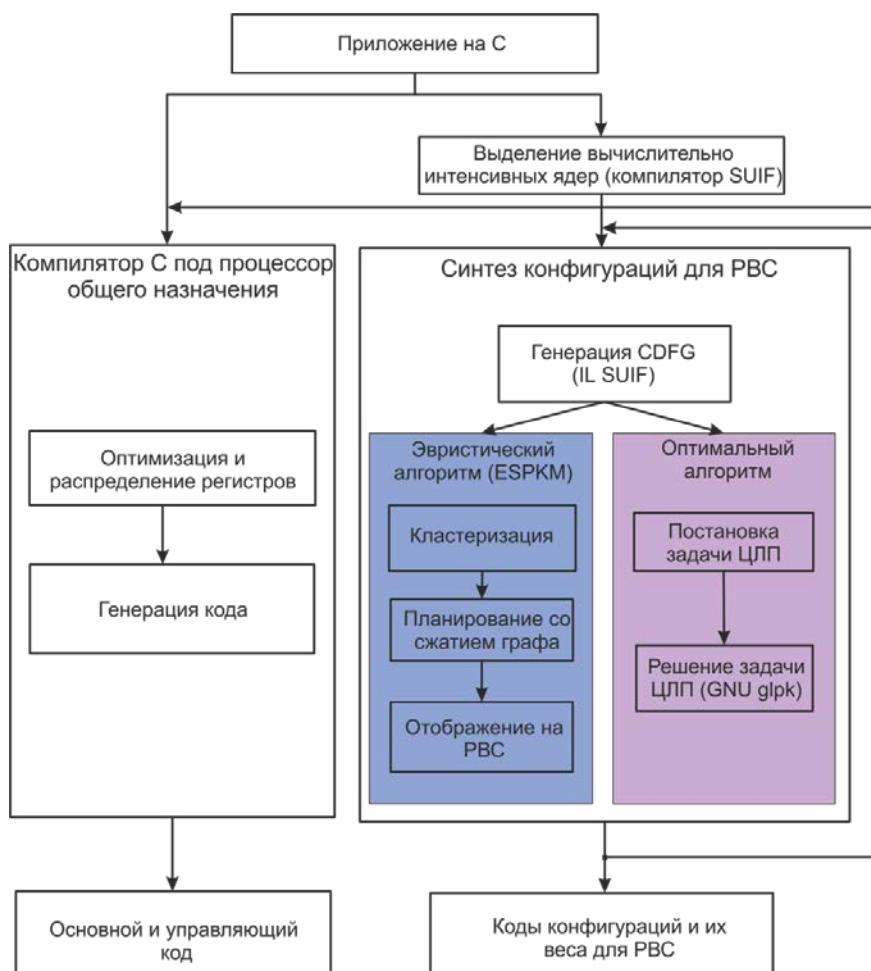 Приложение на С
Выделение вычислительно
интенсивных ядер (компилятор SUIF)
Компилятор С под процессор
общего назначения
Оптимизация и
распределение регистров
Генерация кода
Синтез конфигураций для РВС
Генерация CDFG
(IL SUIF)
Эвристический
алгоритм (ESPKM)
Кластеризация
Планирование со
сжатием графа
Отображение на
РВС
Оптимальный
алгоритм
Постановка
задачи ЦЛП
Решение задачи
ЦЛП (GNU glpk)
Основной и управляющий
код
Коды конфигураций и их
веса для РВС